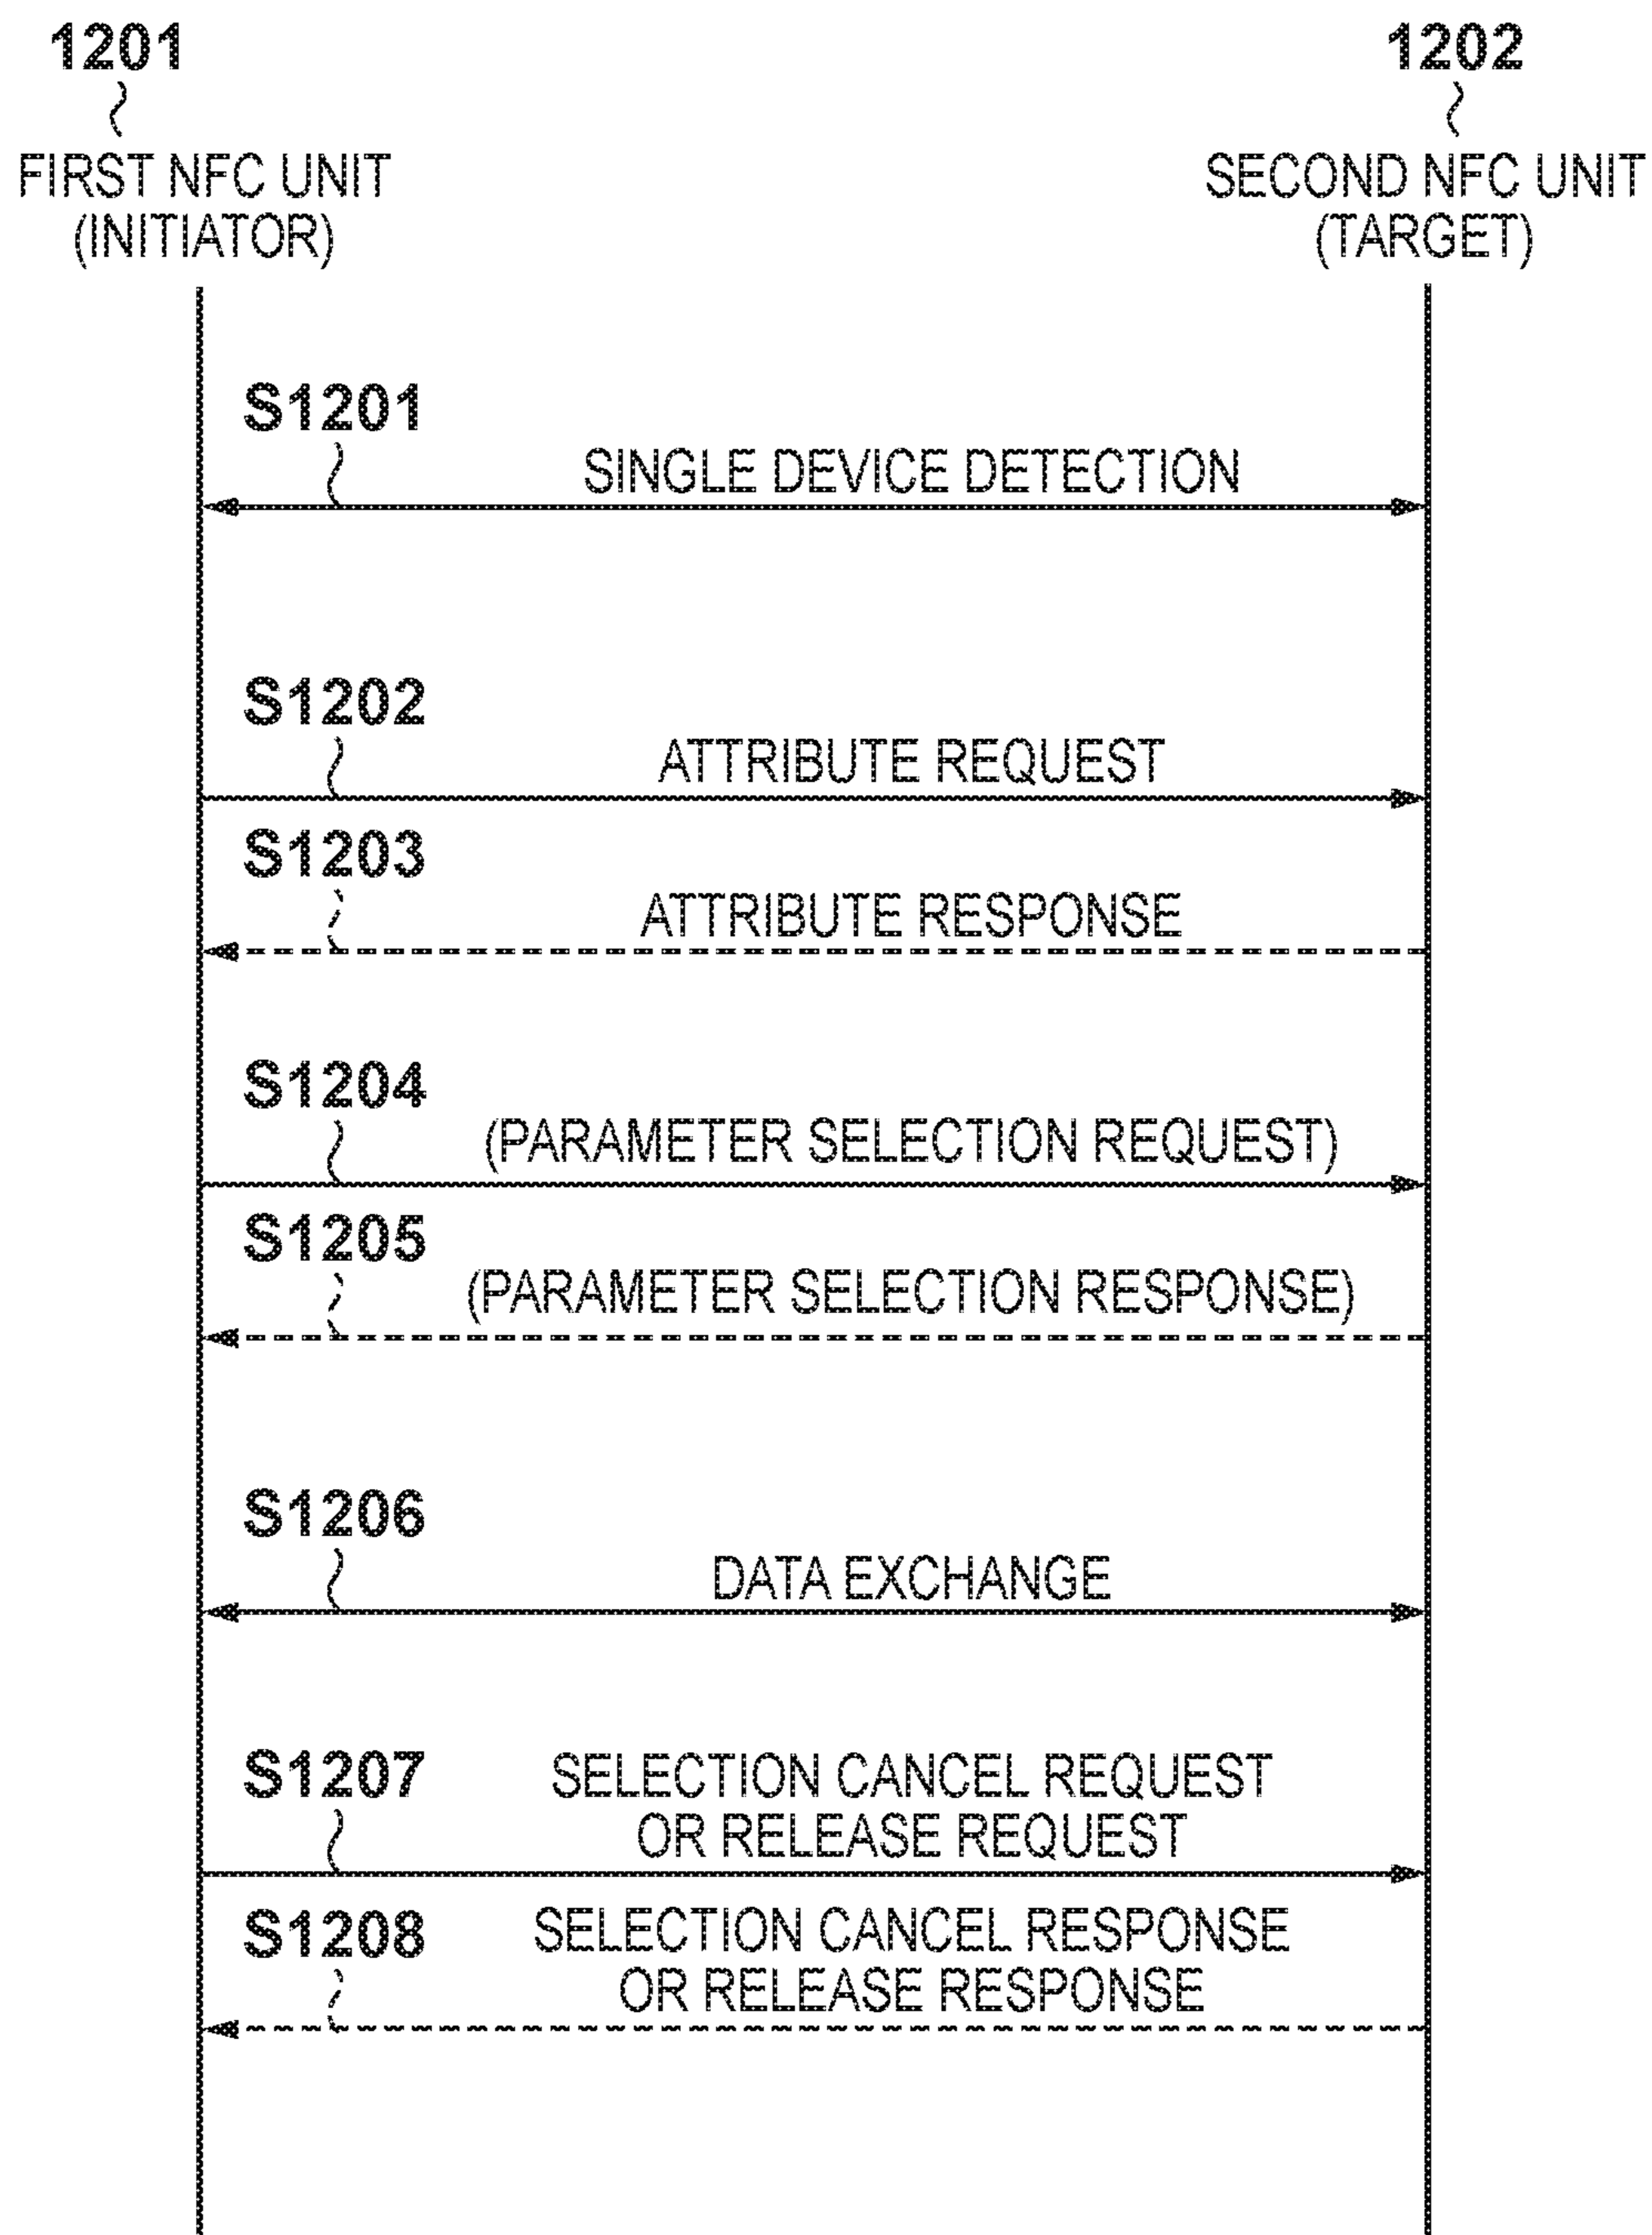 1201
1202
FIRST NFC UNIT
(INITIATOR)
SECOND NFC UNIT
(TARGET)
S1201
SINGLE DEVICE DETECTION
S1202
ATTRIBUTE REQUEST
S1203
ATTRIBUTE RESPONSE
S1204
(PARAMETER SELECTION REQUEST)
S1205
(PARAMETER SELECTION RESPONSE)
S1206
DATA EXCHANGE
S1207
SELECTION CANCEL REQUEST
OR RELEASE REQUEST
S1208
SELECTION CANCEL RESPONSE
OR RELEASE RESPONSE